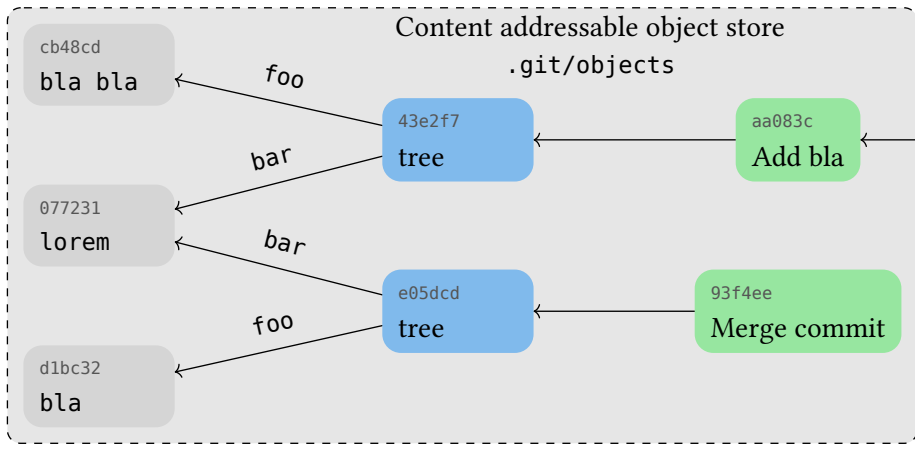 Content addressable object store
.git/objects
cb48cd
bla bla
foo
43e2f7
tree
aa083c
Add bla
bar
077231
lorem
bar
e05dcd
tree
93f4ee
Merge commit
foo
d1bc32
bla